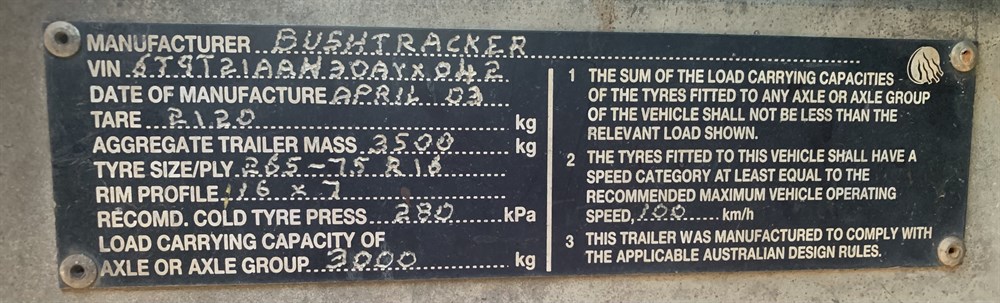 MANUFACTURER BUSHTRACKER
VIN 6T9T21AAH30AYX042
DATE OF MANUFACTURE APRIL 03
TARE 2120 kg
AGGREGATE TRAILER MASS 3500 kg
TYRE SIZE/PLY 265-75 R16
RIM PROFILE 16 x 7
RECOMD. COLD TYRE PRESS 280 kPa
LOAD CARRYING CAPACITY OF
AXLE OR AXLE GROUP 3000 kg
1 THE SUM OF THE LOAD CARRYING CAPACITIES
OF THE TYRES FITTED TO ANY AXLE OR AXLE GROUP
OF THE VEHICLE SHALL NOT BE LESS THAN THE
RELEVANT LOAD SHOWN.
2 THE TYRES FITTED TO THIS VEHICLE SHALL HAVE A
SPEED CATEGORY AT LEAST EQUAL TO THE
RECOMMENDED MAXIMUM VEHICLE OPERATING
SPEED, 100 km/h
3 THIS TRAILER WAS MANUFACTURED TO COMPLY WITH
THE APPLICABLE AUSTRALIAN DESIGN RULES.